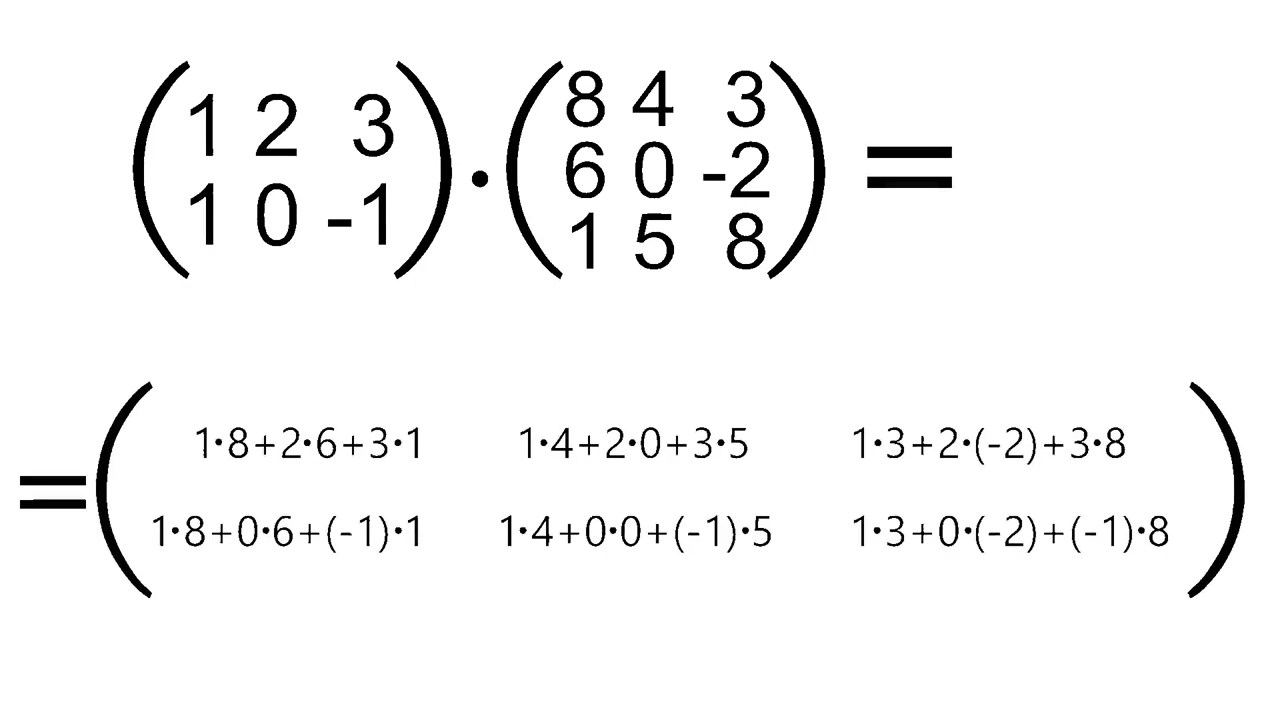 (1 2 3
1 0 -1) · (8 4 3
6 0 -2
1 5 8) =
= (1·8+2·6+3·1 1·4+2·0+3·5 1·3+2·(-2)+3·8
1·8+0·6+(-1)·1 1·4+0·0+(-1)·5 1·3+0·(-2)+(-1)·8)